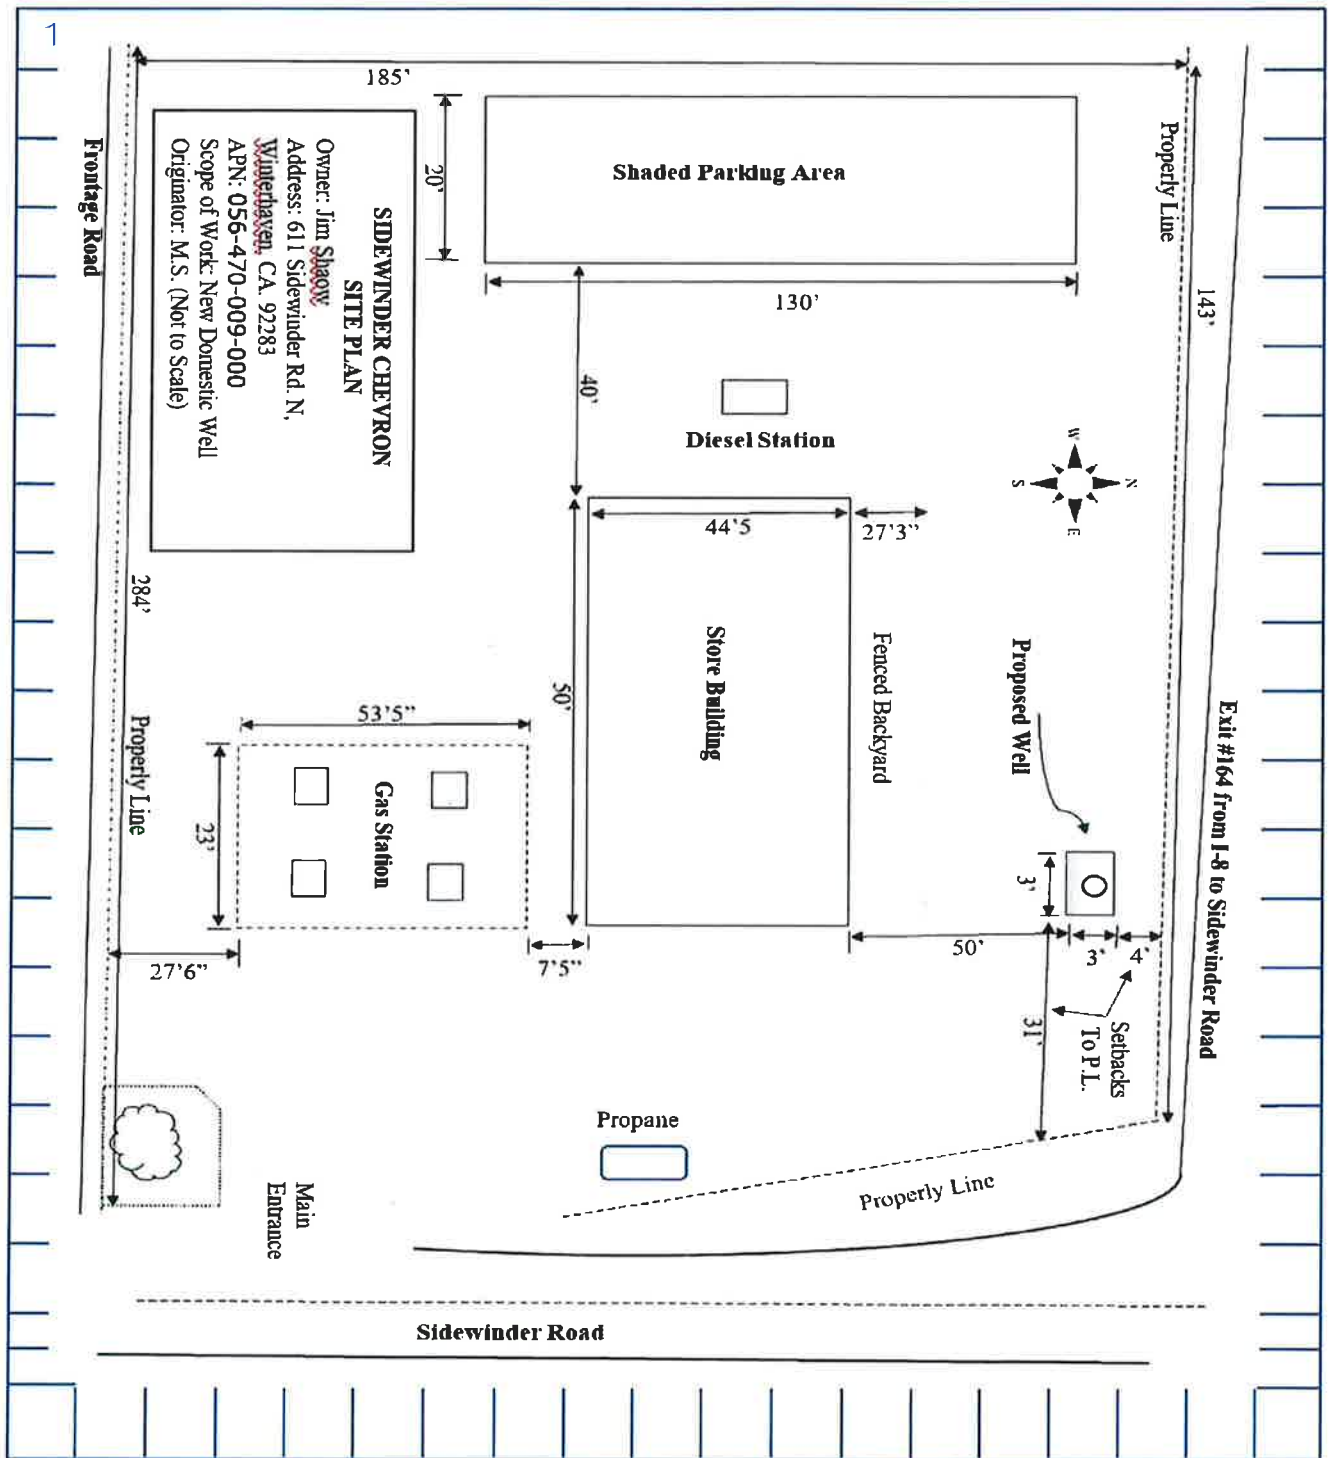 1
185'
Properly Line
143'
Shaded Parking Area
20'
130'
Frontage Road
SIDEWINDER CHEVRON
SITE PLAN
Owner: Jim Shaow
Address: 611 Sidewinder Rd. N,
Winterhaven, CA. 92283
APN: 056-470-009-000
Scope of Work: New Domestic Well
Originator: M.S. (Not to Scale)
40'
Diesel Station
W
N
S
E
44'5
27'3"
284'
Store Building
Fenced Backyard
Proposed Well
Exit #164 from I-8 to Sidewinder Road
50'
53'5"
Properly Line
Gas Station
23'
3'
27'6"
7'5"
50'
3'
4'
31'
Setbacks
To P.L.
Propane
Properly Line
Main
Entrance
Sidewinder Road